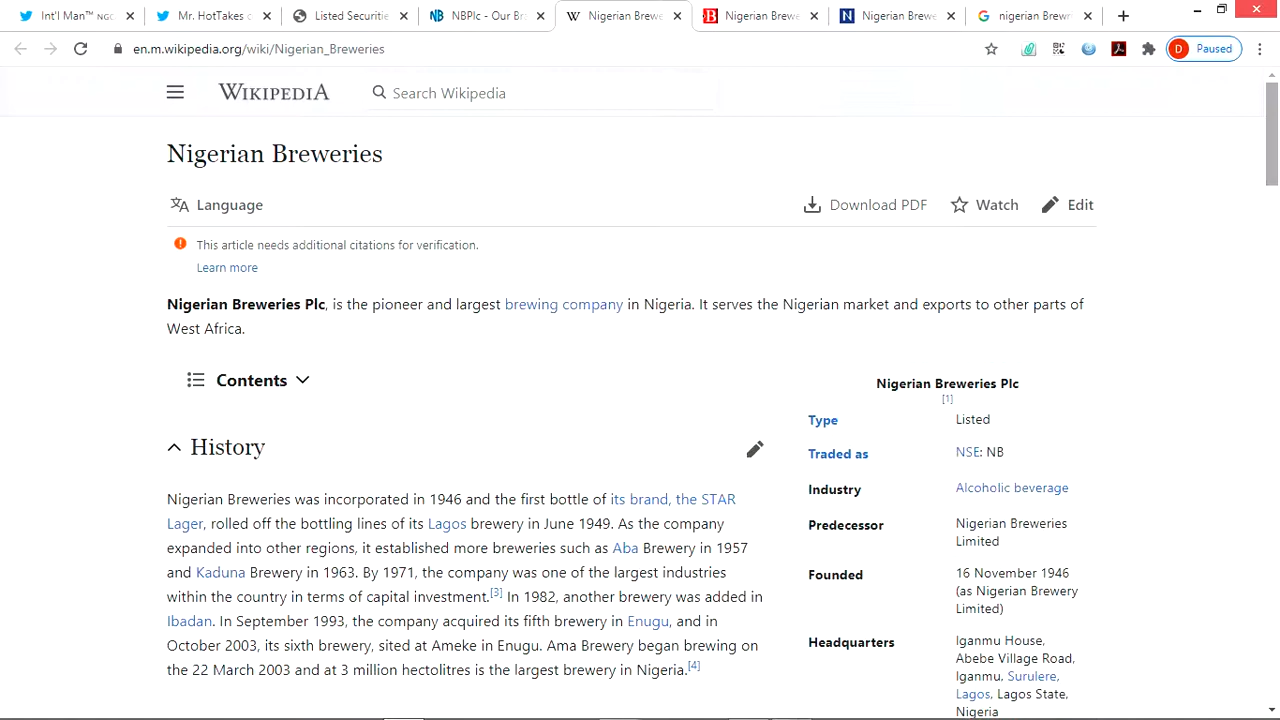 Int'l Man™ NGC
Mr. HotTakes c
Listed Securitie
NBPlc - Our Br
Nigerian Brewe
Nigerian Brewe
Nigerian Brewe
nigerian Brewr
en.m.wikipedia.org/wiki/Nigerian_Breweries
D Paused
WIKIPEDIA
Search Wikipedia
Nigerian Breweries
Language
Download PDF
Watch
Edit
This article needs additional citations for verification.
Learn more
Nigerian Breweries Plc, is the pioneer and largest brewing company in Nigeria. It serves the Nigerian market and exports to other parts of
West Africa.
Contents
History
Nigerian Breweries was incorporated in 1946 and the first bottle of its brand, the STAR
Lager, rolled off the bottling lines of its Lagos brewery in June 1949. As the company
expanded into other regions, it established more breweries such as Aba Brewery in 1957
and Kaduna Brewery in 1963. By 1971, the company was one of the largest industries
within the country in terms of capital investment.[3] In 1982, another brewery was added in
Ibadan. In September 1993, the company acquired its fifth brewery in Enugu, and in
October 2003, its sixth brewery, sited at Ameke in Enugu. Ama Brewery began brewing on
the 22 March 2003 and at 3 million hectolitres is the largest brewery in Nigeria.[4]
Nigerian Breweries Plc
[1]
Type Listed
Traded as NSE: NB
Industry Alcoholic beverage
Predecessor Nigerian Breweries
Limited
Founded 16 November 1946
(as Nigerian Brewery
Limited)
Headquarters Iganmu House,
Abebe Village Road,
Iganmu, Surulere,
Lagos, Lagos State,
Nigeria